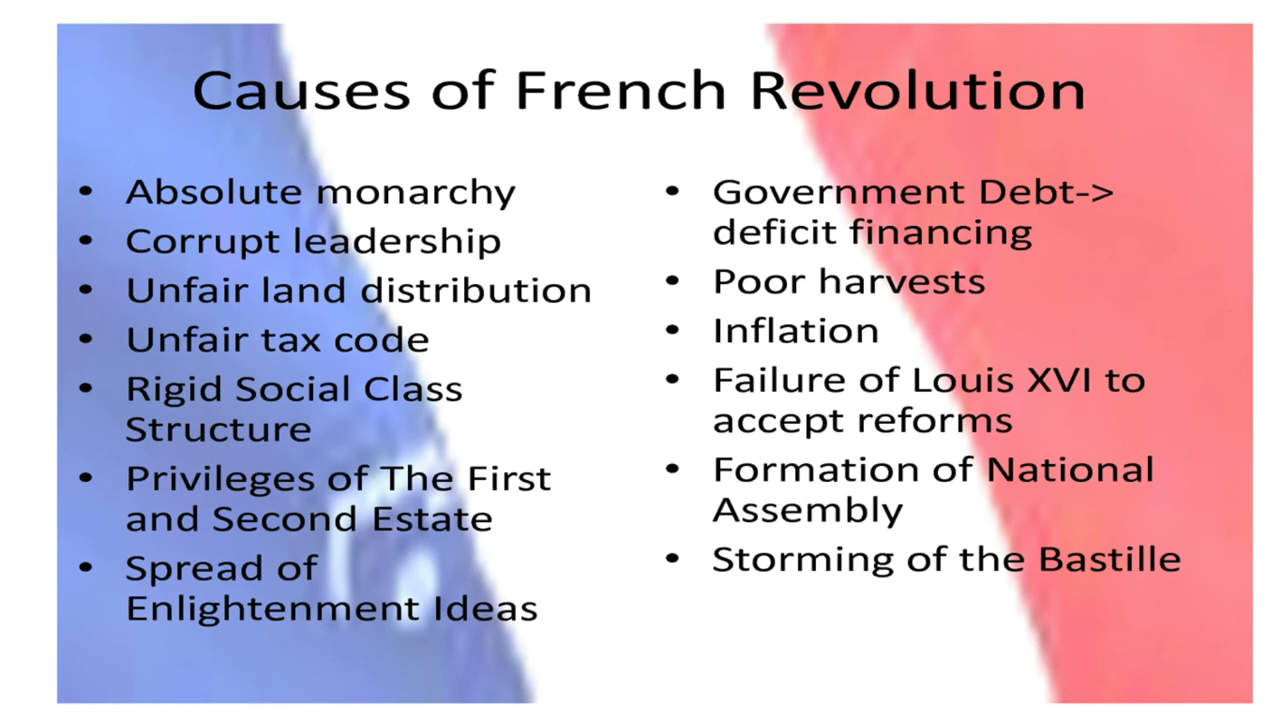 Causes of French Revolution
• Absolute monarchy
• Corrupt leadership
• Unfair land distribution
• Unfair tax code
• Rigid Social Class
Structure
• Privileges of The First
and Second Estate
• Spread of
Enlightenment Ideas
• Government Debt->
deficit financing
• Poor harvests
• Inflation
• Failure of Louis XVI to
accept reforms
• Formation of National
Assembly
• Storming of the Bastille